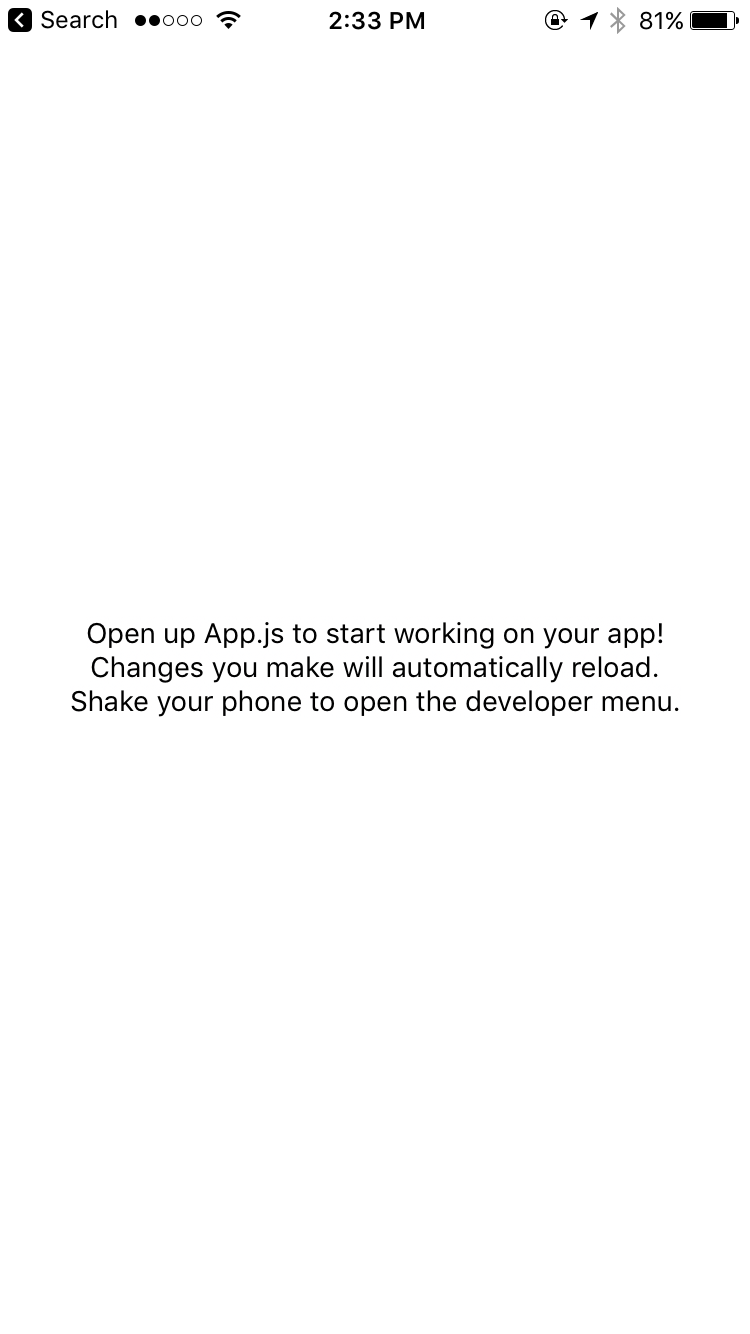 Search 2:33 PM 81%
Open up App.js to start working on your app!
Changes you make will automatically reload.
Shake your phone to open the developer menu.